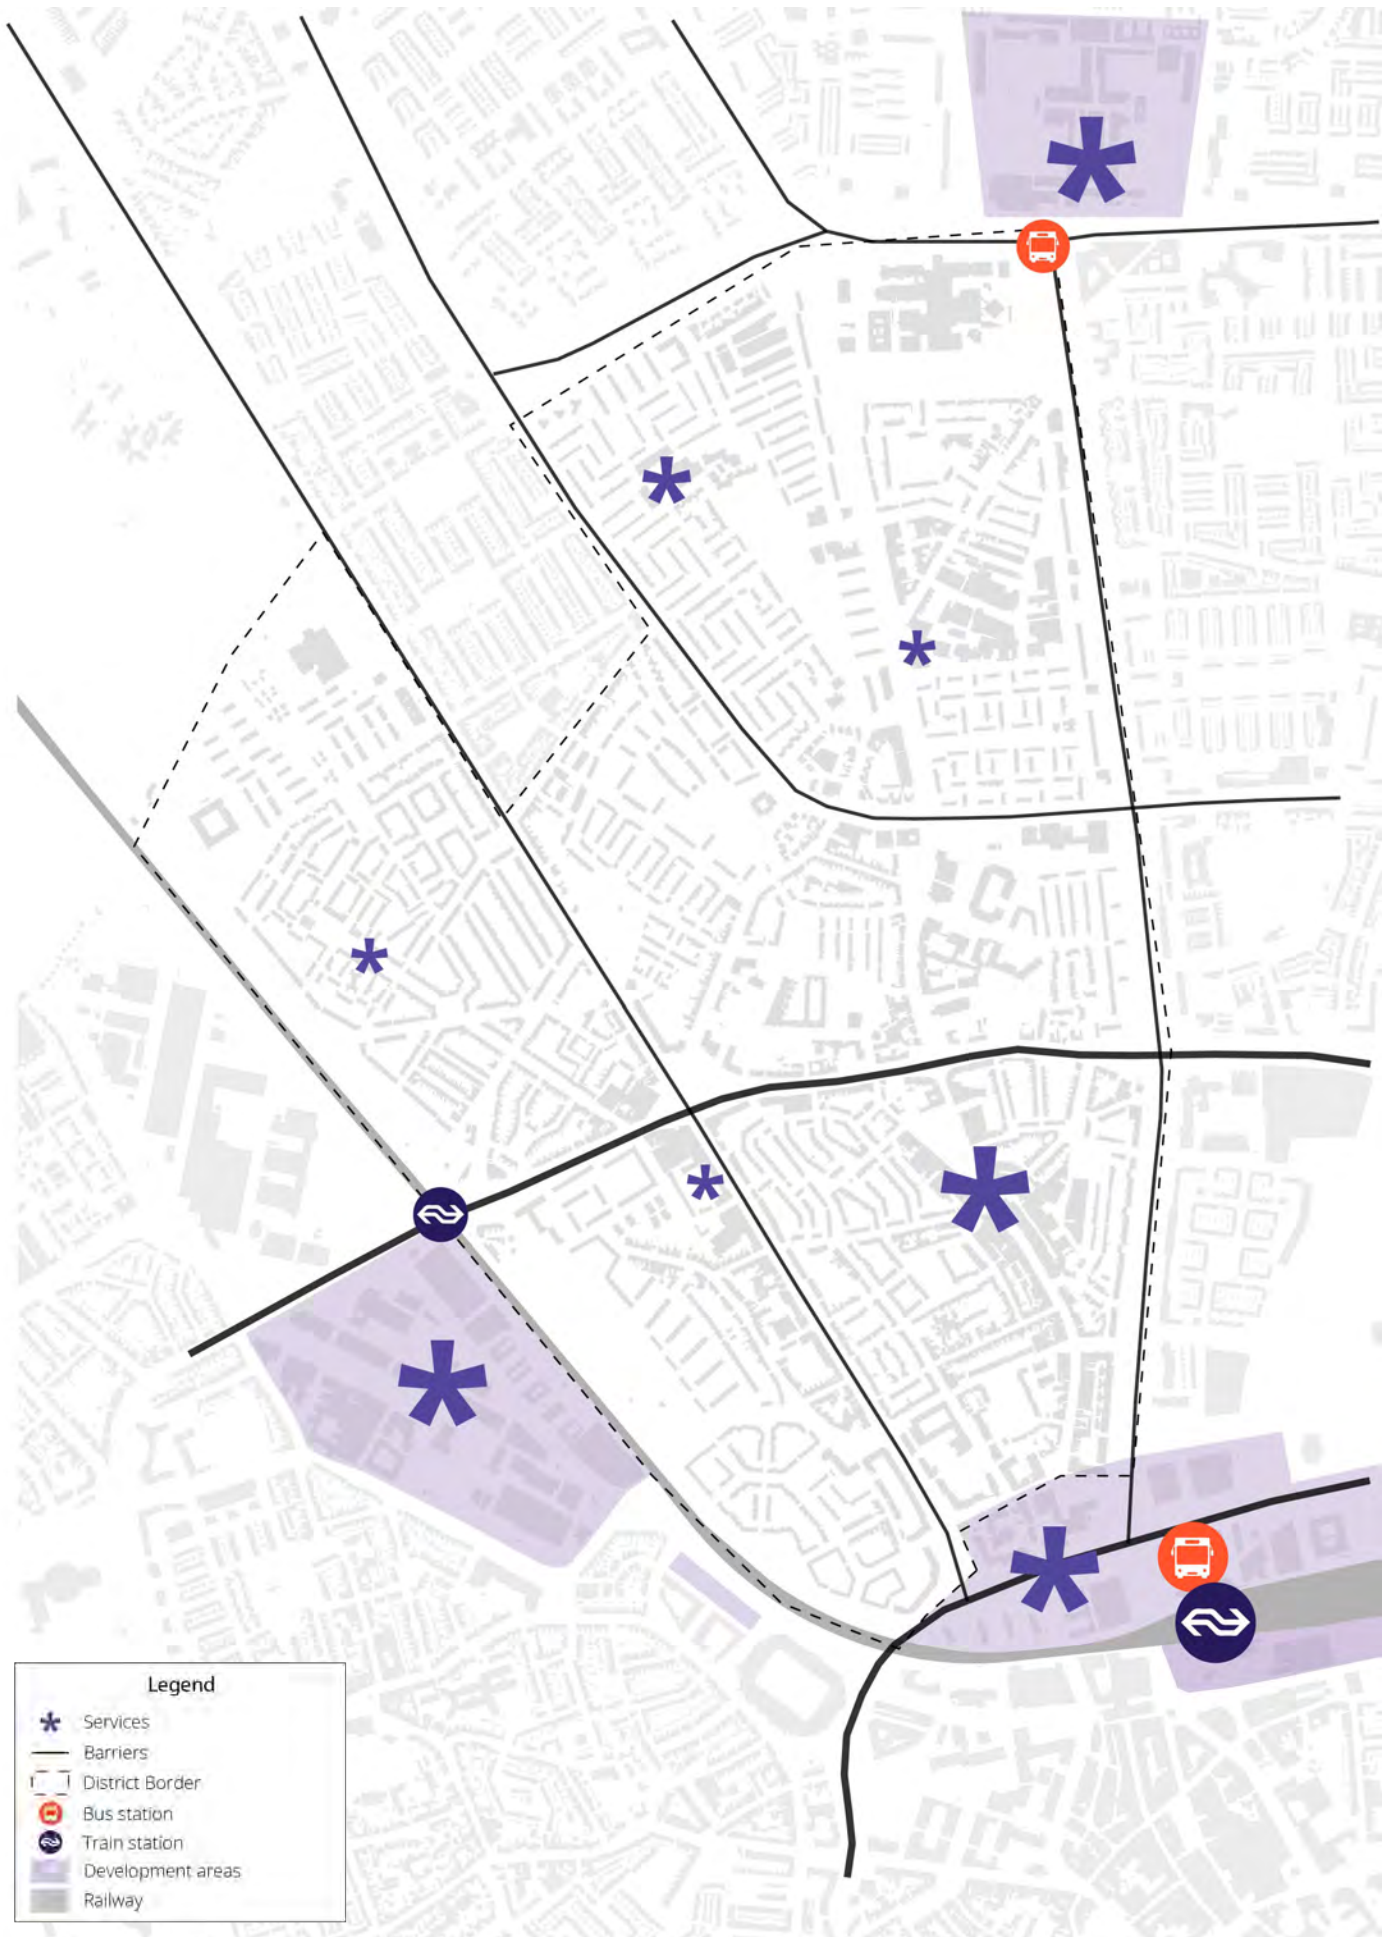 Legend
Services
Barriers
District Border
Bus station
Train station
Development areas
Railway